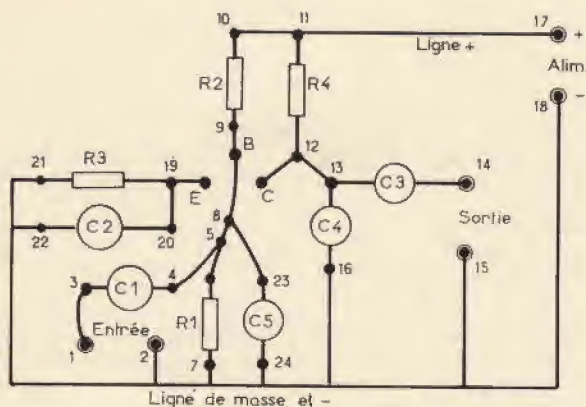 10 11 17 +
Ligne + Alim
R2 R4 18 -
9 12
21 R3 19 B 13 14
E C C3
C2 8 C4 Sortie
22 20 5
3 C1 4 23 16 15
Entrée R1 C5
1 2 7 24
Ligne de masse et -